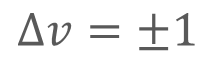 Δv = ±1